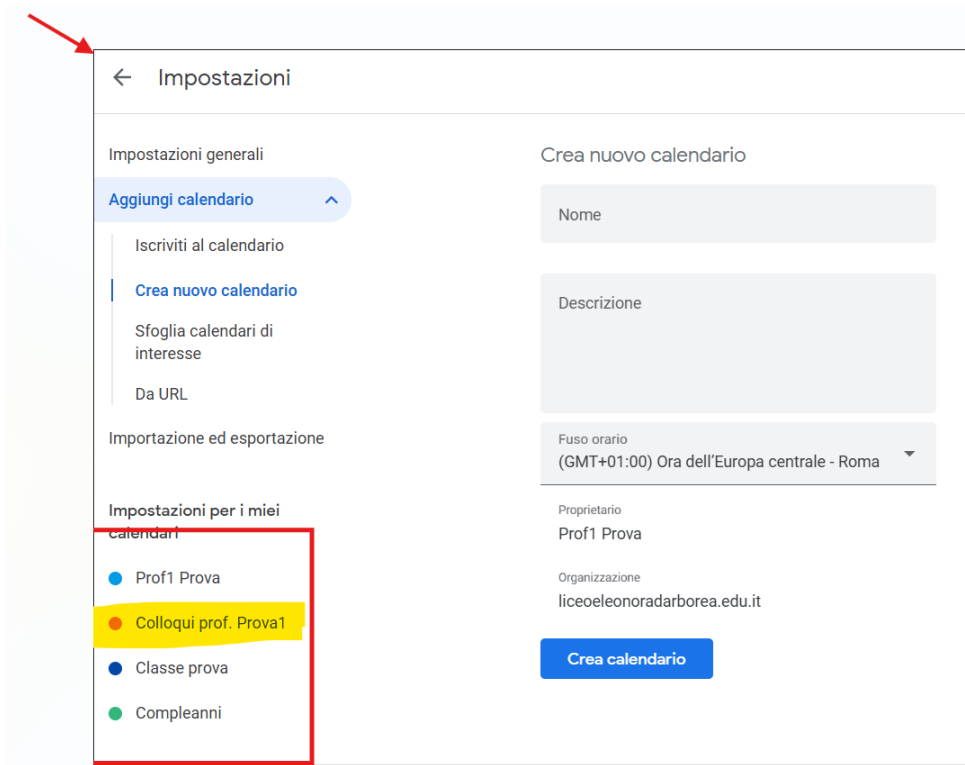 Impostazioni
Impostazioni generali
Aggiungi calendario
Iscriviti al calendario
Crea nuovo calendario
Sfoglia calendari di
interesse
Da URL
Importazione ed esportazione
Impostazioni per i miei
calendari
Prof1 Prova
Colloqui prof. Prova1
Classe prova
Compleanni
Crea nuovo calendario
Nome
Descrizione
Fuso orario
(GMT+01:00) Ora dell'Europa centrale - Roma
Proprietario
Prof1 Prova
Organizzazione
liceoeleonoradarborea.edu.it
Crea calendario